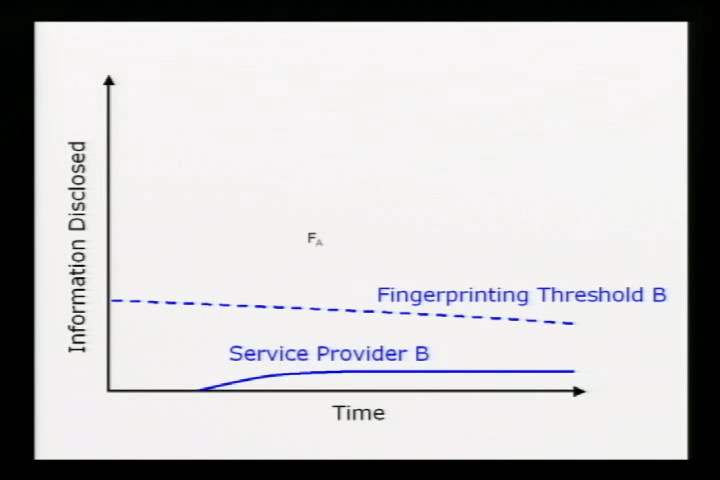 Information Disclosed
F_A
Fingerprinting Threshold B
Service Provider B
Time